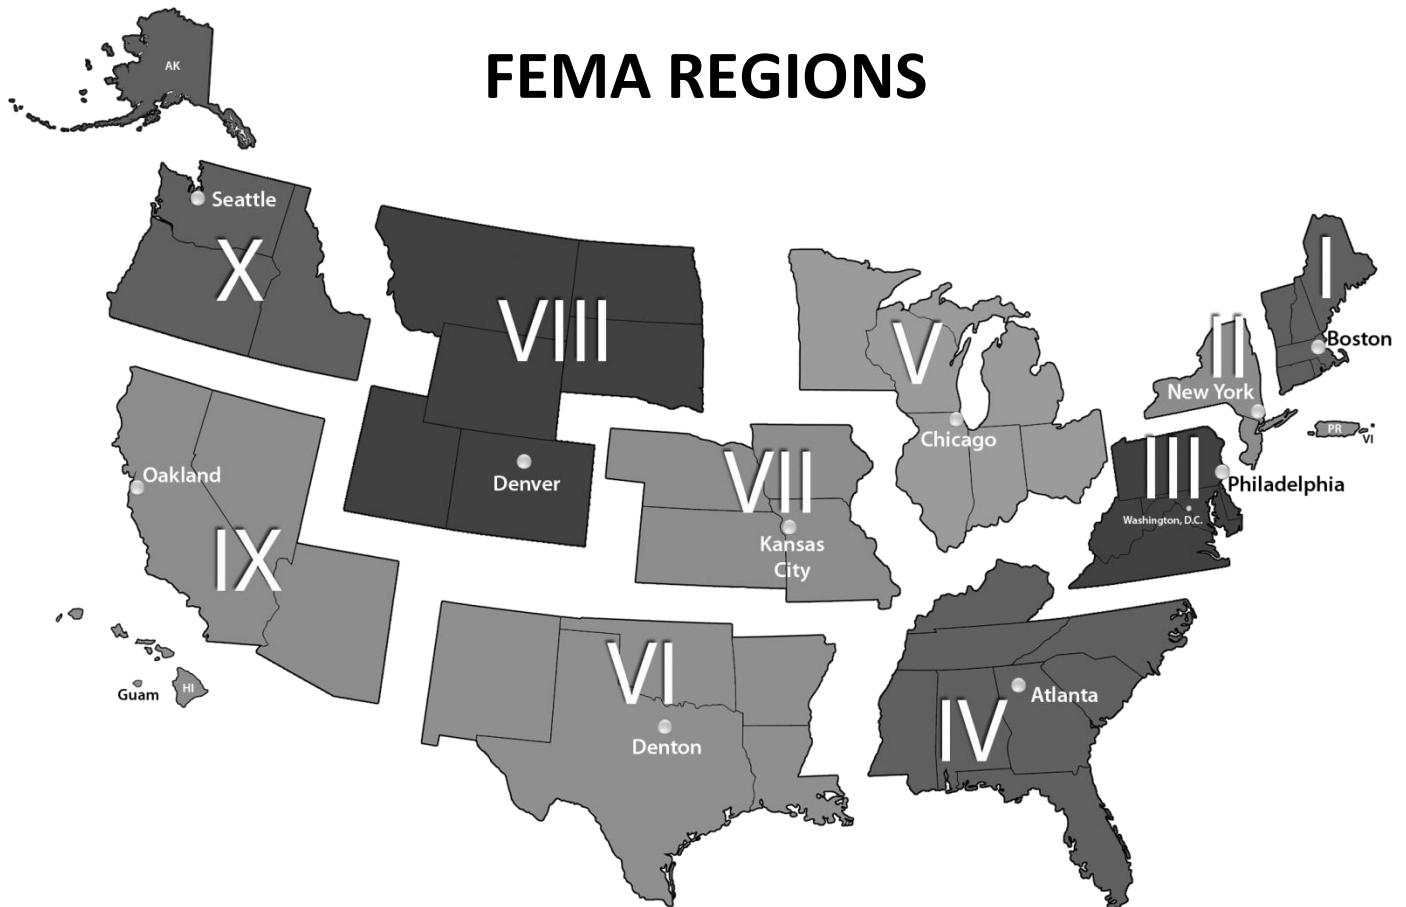 FEMA REGIONS
AK
Seattle
X
VIII
V
I
II
Boston
New York
PR
VI
Chicago
Oakland
Denver
VII
III
Philadelphia
Washington, D.C.
Kansas
City
IX
Guam
HI
VI
Denton
IV
Atlanta